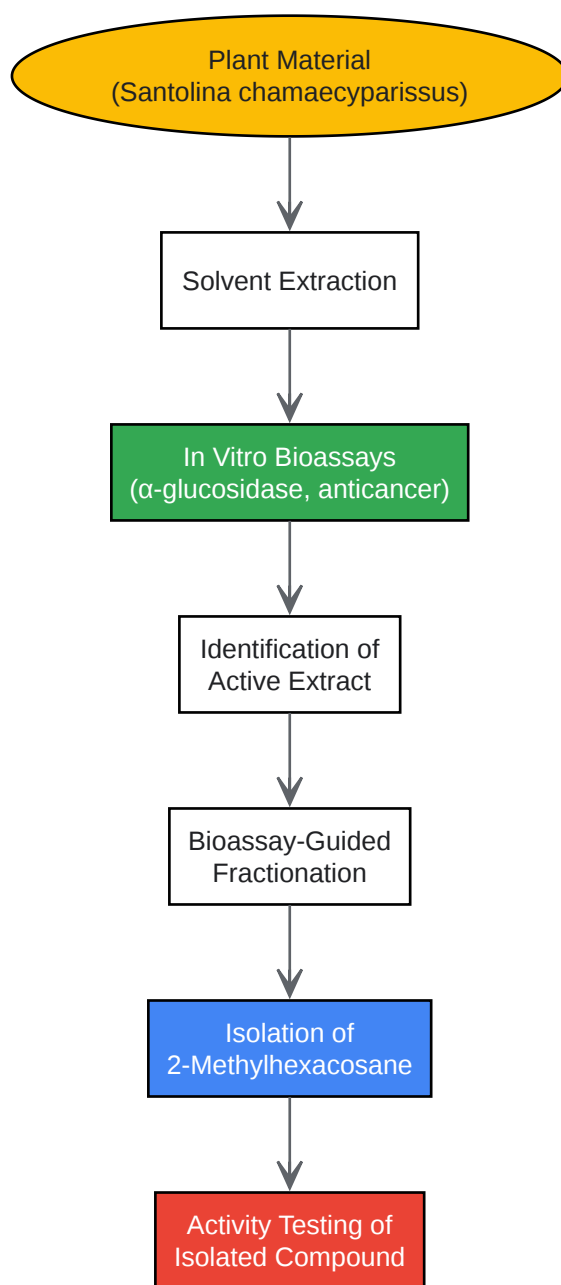 Plant Material
(Santolina chamaecyparissus)
Solvent Extraction
In Vitro Bioassays
(α-glucosidase, anticancer)
Identification of
Active Extract
Bioassay-Guided
Fractionation
Isolation of
2-Methylhexacosane
Activity Testing of
Isolated Compound